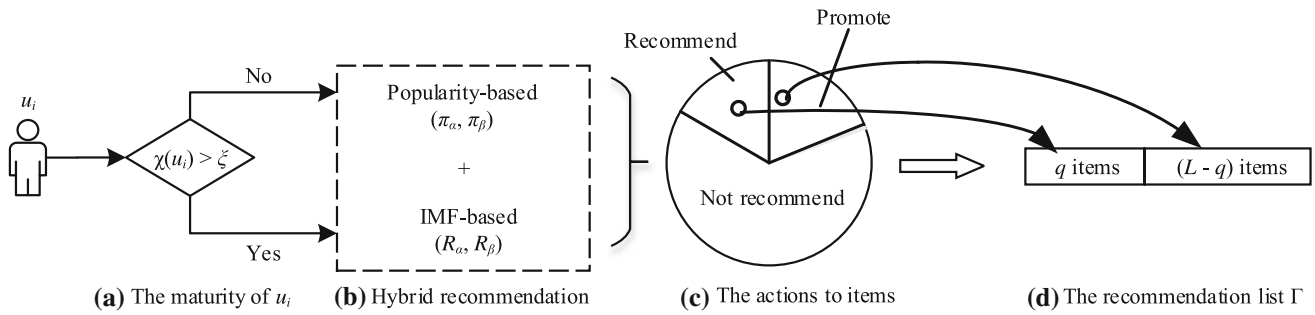 u_i
χ(u_i) > ξ
No
Yes
Popularity-based
(π_α, π_β)
+
IMF-based
(R_α, R_β)
Recommend
Promote
Not recommend
q items
(L - q) items
(a) The maturity of u_i
(b) Hybrid recommendation
(c) The actions to items
(d) The recommendation list Γ